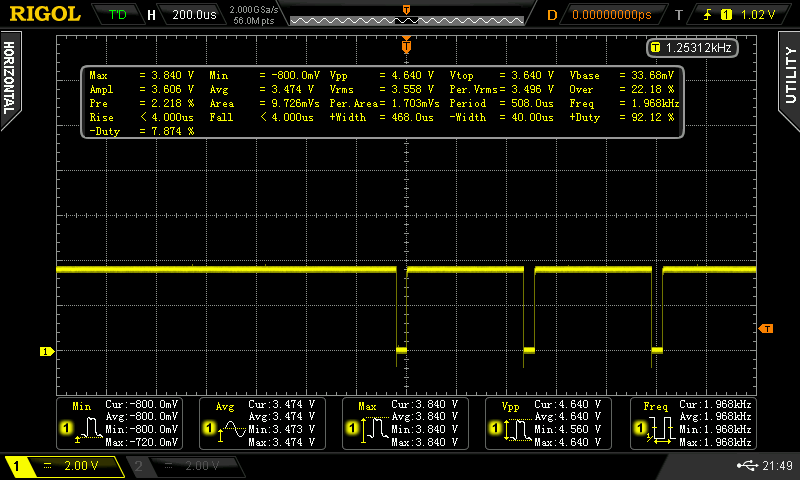 RIGOL T'D H 200.0us 2.000GSa/s 56.0M pts D 0.00000000ps T 1 1.02 V
HORIZONTAL
UTILITY
T
T 1.25312kHz
Max = 3.840 V Min = -800.0mV Vpp = 4.640 V Vtop = 3.640 V Vbase = 33.68mV
Ampl = 3.606 V Avg = 3.474 V Vrms = 3.558 V Per.Vrms= 3.496 V Over = 22.18 %
Pre = 2.218 % Area = 9.726mVs Per.Area= 1.703mVs Period = 508.0us Freq = 1.968kHz
Rise < 4.000us Fall < 4.000us +Width = 468.0us -Width = 40.00us +Duty = 92.12 %
-Duty = 7.874 %
T
1
Min Cur:-800.0mV Avg Cur:3.474 V Max Cur:3.840 V Vpp Cur:4.640 V Freq Cur:1.968kHz
Avg:-800.0mV Avg:3.474 V Avg:3.840 V Avg:4.640 V Avg:1.968kHz
1 Min:-800.0mV 1 Min:3.473 V 1 Min:3.840 V 1 Min:4.560 V 1 Min:1.968kHz
Max:-720.0mV Max:3.474 V Max:3.840 V Max:4.640 V Max:1.968kHz
1 = 2.00 V 2 = 2.00 V 21:49